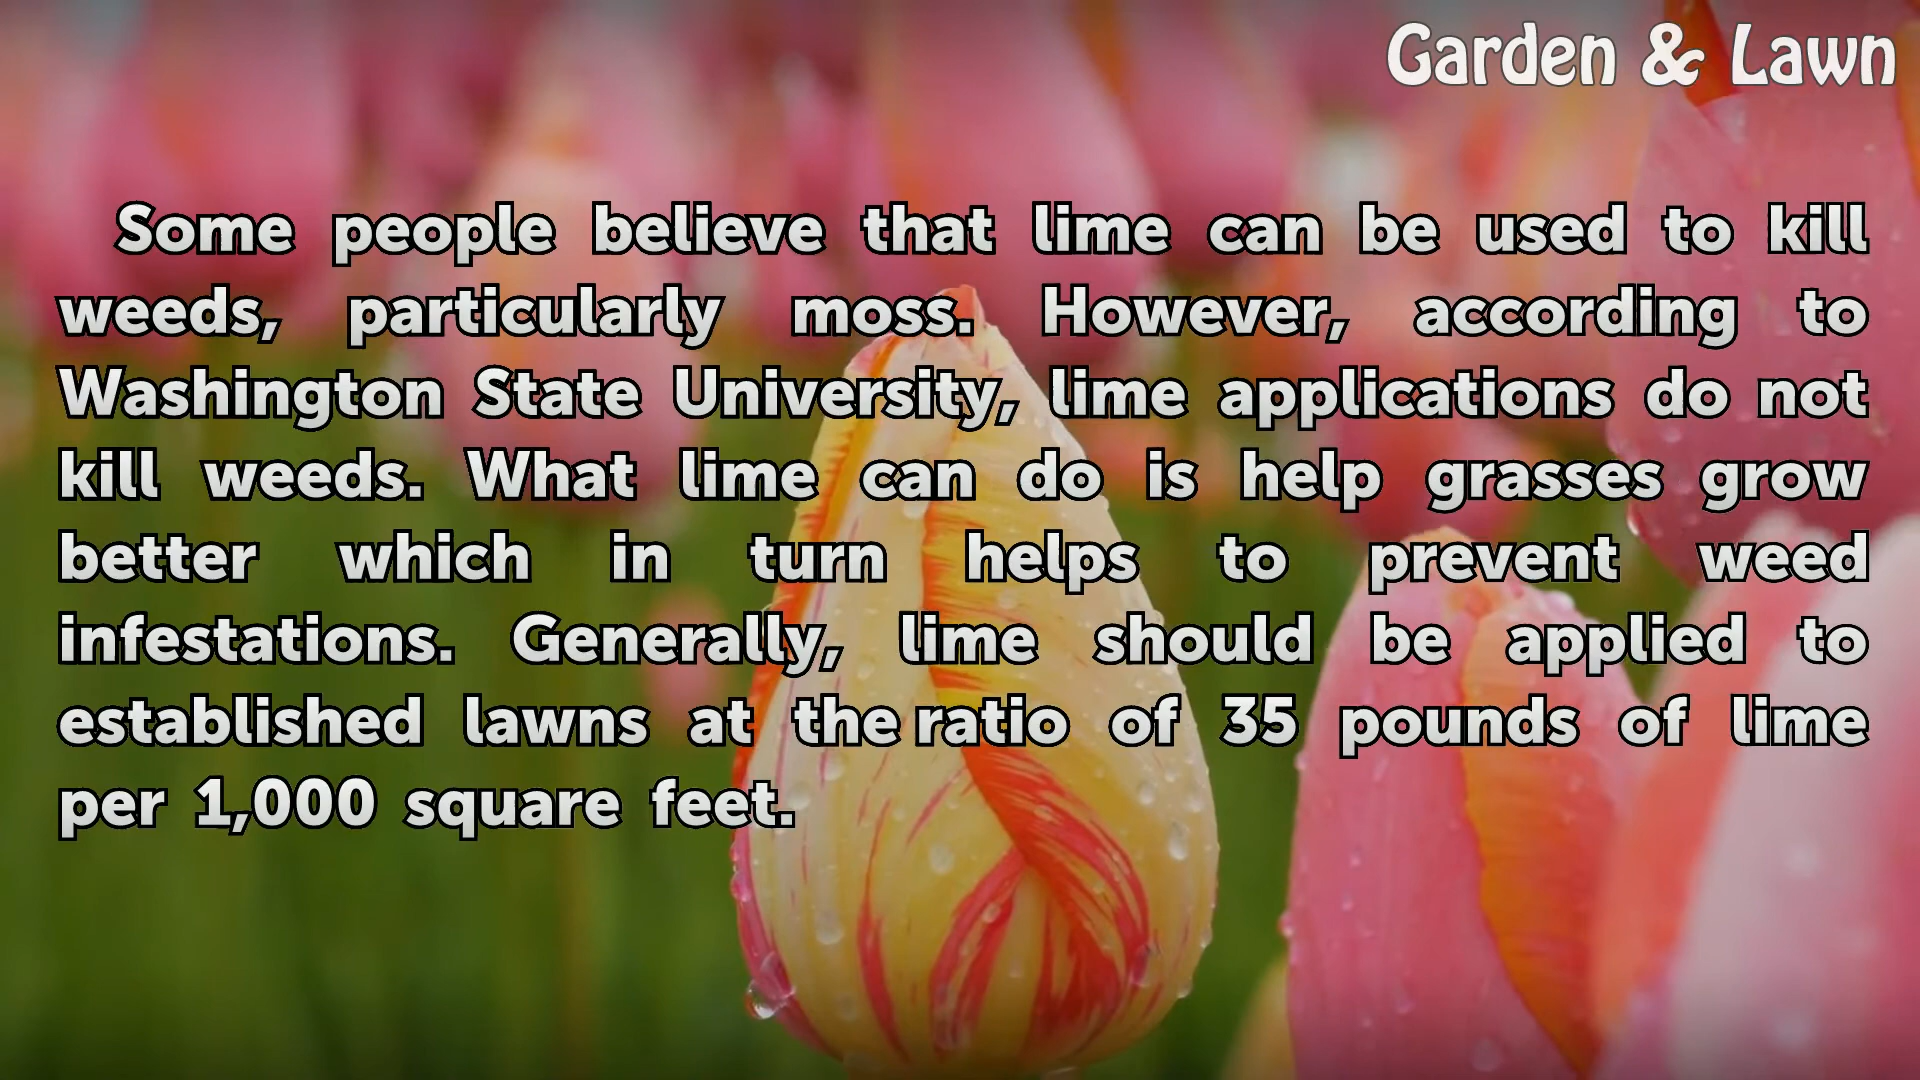 Garden & Lawn
Some people believe that lime can be used to kill
weeds, particularly moss. However, according to
Washington State University, lime applications do not
kill weeds. What lime can do is help grasses grow
better which in turn helps to prevent weed
infestations. Generally, lime should be applied to
established lawns at the ratio of 35 pounds of lime
per 1,000 square feet.